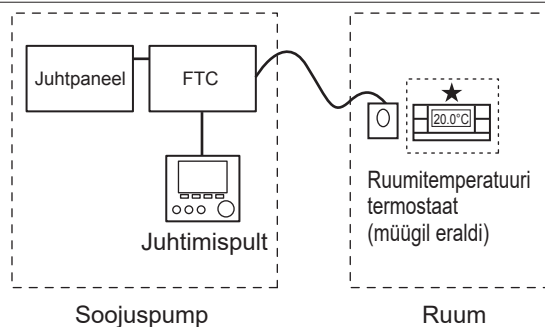 Juhtpaneel
FTC
20.0°C
Juhtimispult
Ruumitemperatuuri
termostaat
(müügil eraldi)
Soojuspump
Ruum